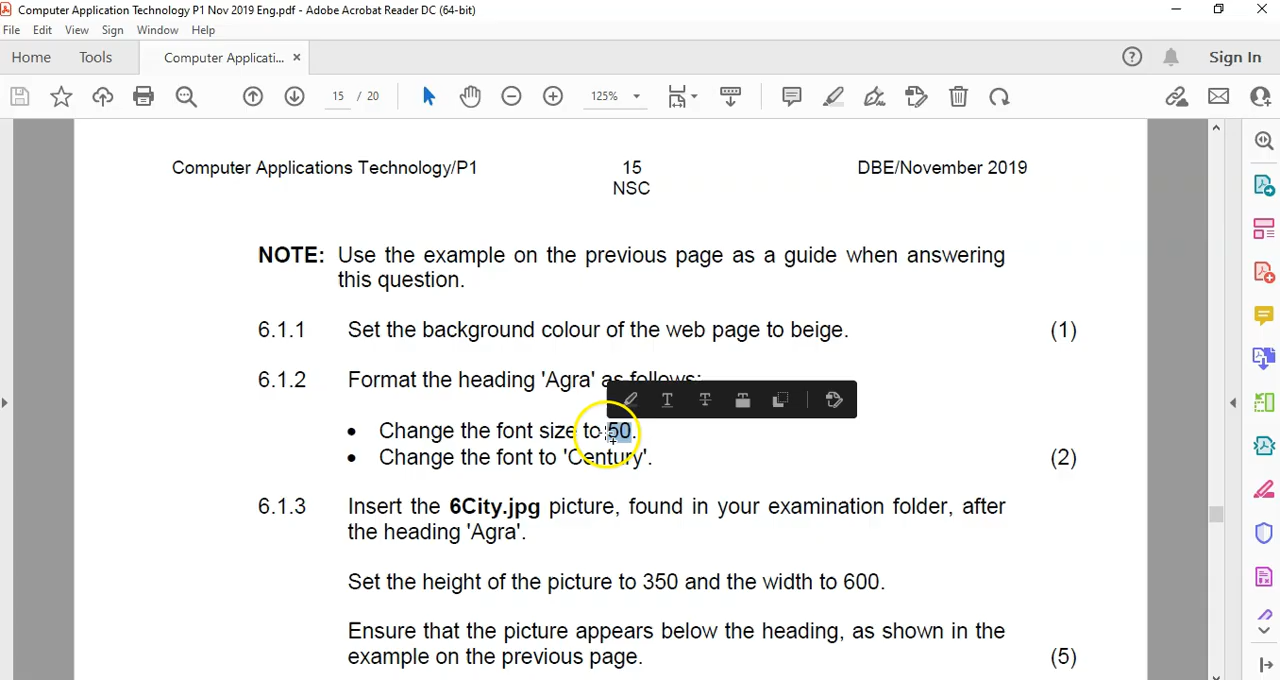 Computer Application Technology P1 Nov 2019 Eng.pdf - Adobe Acrobat Reader DC (64-bit)
File Edit View Sign Window Help
Home Tools Computer Applicati... Sign In
15 / 20 125%
Computer Applications Technology/P1 15 DBE/November 2019
NSC
NOTE: Use the example on the previous page as a guide when answering
this question.
6.1.1 Set the background colour of the web page to beige. (1)
6.1.2 Format the heading 'Agra' as follows:
• Change the font size to 50.
• Change the font to 'Century'. (2)
6.1.3 Insert the 6City.jpg picture, found in your examination folder, after
the heading 'Agra'.
Set the height of the picture to 350 and the width to 600.
Ensure that the picture appears below the heading, as shown in the
example on the previous page. (5)